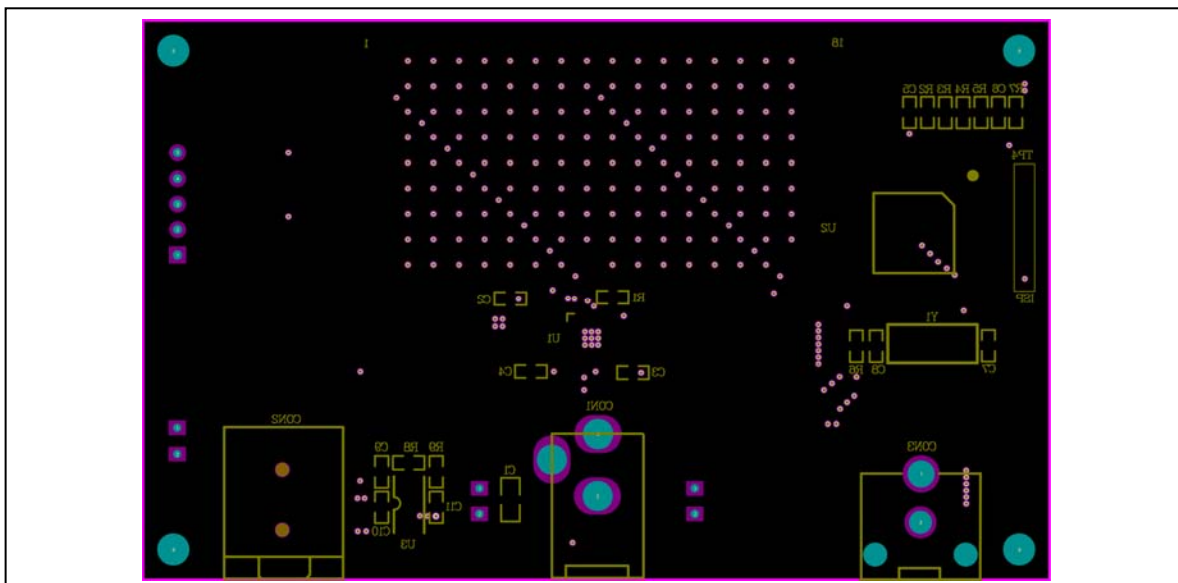 1
16
C5 R2 R3 R4 R5 C6 R7
TP4
U2
C2
R1
ISP
U1
Y1
C4
C3
R6 C8
C7
CON2
CON1
C9 R8 R9
CON3
C1
C11
C10
U3